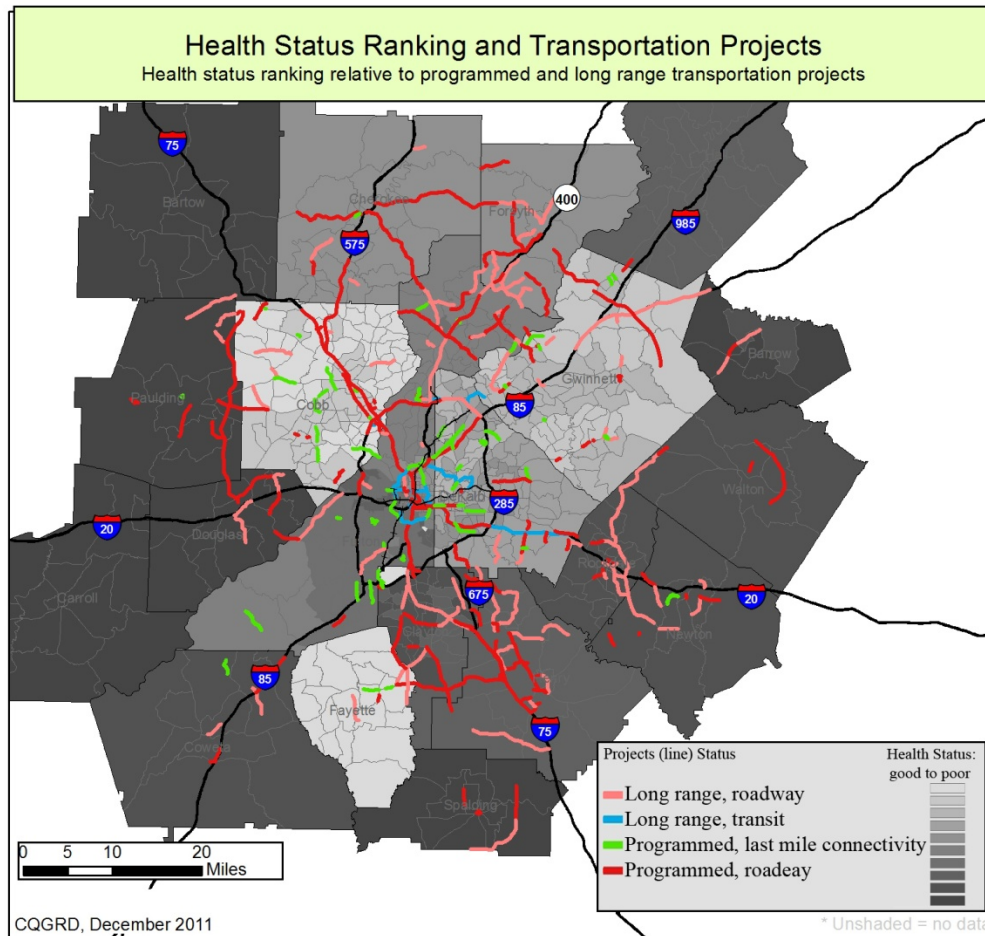 Health Status Ranking and Transportation Projects
Health status ranking relative to programmed and long range transportation projects
75
Bartow
Cherokee
575
Forsyth
400
985
Paulding
Cobb
Gwinnett
85
Barrow
Walton
DeKalb
285
20
Douglas
Carroll
675
20
Newton
Clayton
85
Fayette
Coweta
75
Spalding
Projects (line) Status
Long range, roadway
Long range, transit
Programmed, last mile connectivity
Programmed, roadeay
Health Status:
good to poor
0 5 10 20
Miles
CQGRD, December 2011
* Unshaded = no data